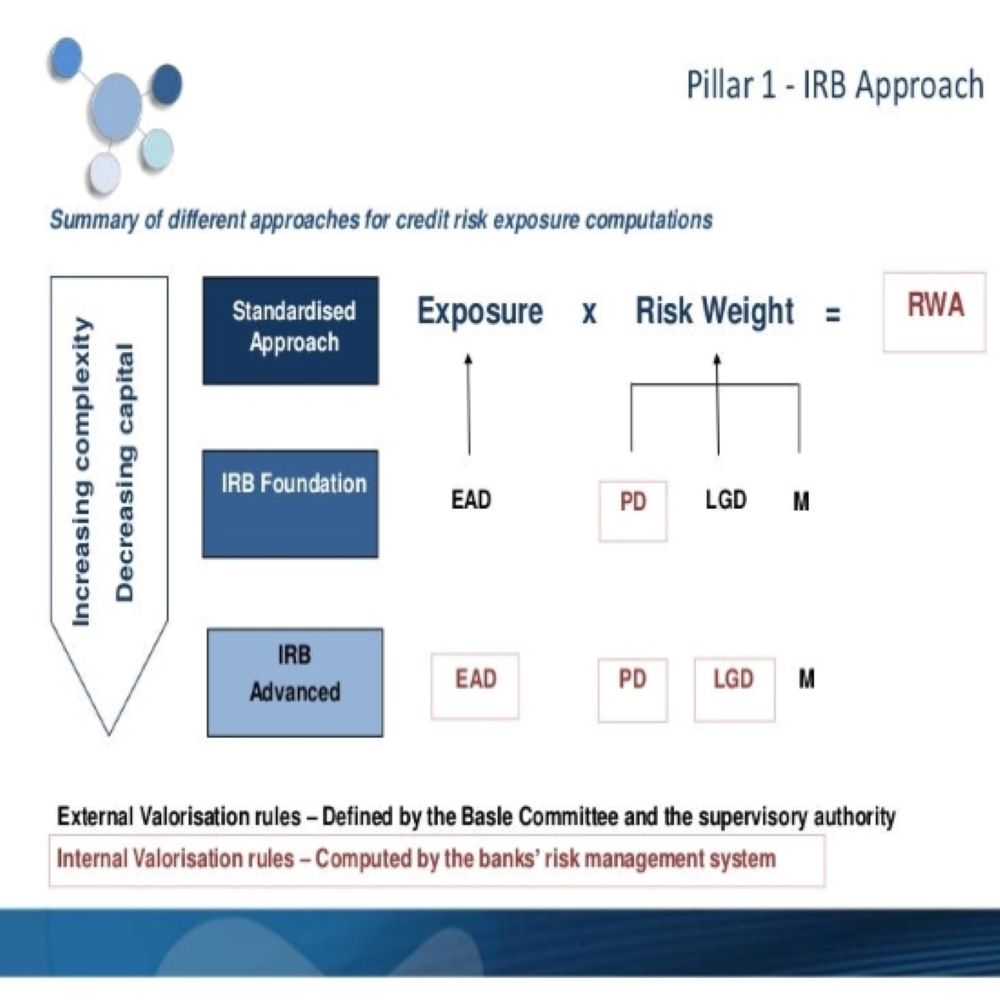 Pillar 1 - IRB Approach
Summary of different approaches for credit risk exposure computations
Increasing complexity
Decreasing capital
Standardised
Approach
Exposure x Risk Weight = RWA
IRB Foundation
EAD PD LGD M
IRB
Advanced
EAD PD LGD M
External Valorisation rules – Defined by the Basle Committee and the supervisory authority
Internal Valorisation rules – Computed by the banks’ risk management system